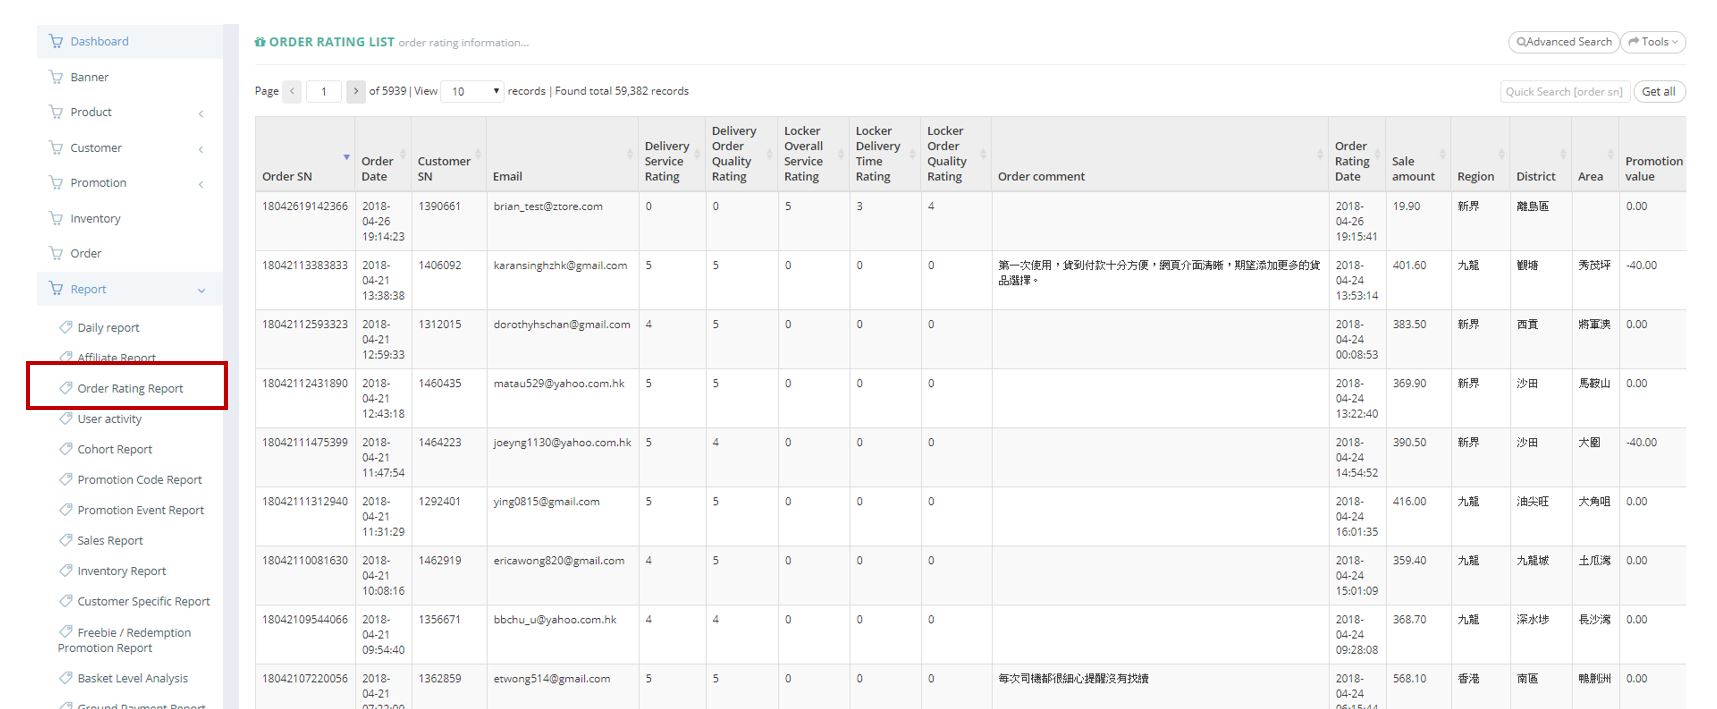 Dashboard
Banner
Product
Customer
Promotion
Inventory
Order
Report
Daily report
Affiliate Report
Order Rating Report
User activity
Cohort Report
Promotion Code Report
Promotion Event Report
Sales Report
Inventory Report
Customer Specific Report
Freebie / Redemption
Promotion Report
Basket Level Analysis
Ground Payment Report
ORDER RATING LIST order rating information...
Advanced Search Tools
Page 1 of 5939 | View 10 records | Found total 59,382 records
Quick Search [order sn] Get all
Order SN
Order
Date
Customer
SN
Email
Delivery
Service
Rating
Delivery
Order
Quality
Rating
Locker
Overall
Service
Rating
Locker
Delivery
Time
Rating
Locker
Order
Quality
Rating
Order comment
Order
Rating
Date
Sale
amount
Region
District
Area
Promotion
value
18042619142366 2018- 1390661 brian_test@ztore.com 0 0 5 3 4 2018- 19.90 新界 離島區 0.00
04-26 04-26
19:14:23 19:15:41
18042113383833 2018- 1406092 karansinghzhk@gmail.com 5 5 0 0 0 第一次使用，貨到付款十分方便，網頁介面清晰，期望添加更多的貨 2018- 401.60 九龍 觀塘 秀茂坪 -40.00
04-21 品選擇。 04-24
13:38:38 13:53:14
18042112593323 2018- 1312015 dorothyhschan@gmail.com 4 5 0 0 0 2018- 383.50 新界 西貢 將軍澳 0.00
04-21 04-24
12:59:33 00:08:53
18042112431890 2018- 1460435 matau529@yahoo.com.hk 5 5 0 0 0 2018- 369.90 新界 沙田 馬鞍山 0.00
04-21 04-24
12:43:18 13:22:40
18042111475399 2018- 1464223 joeyng1130@yahoo.com.hk 5 4 0 0 0 2018- 390.50 新界 沙田 大圍 -40.00
04-21 04-24
11:47:54 14:54:52
18042111312940 2018- 1292401 ying0815@gmail.com 5 5 0 0 0 2018- 416.00 九龍 油尖旺 大角咀 0.00
04-21 04-24
11:31:29 16:01:35
18042110081630 2018- 1462919 ericawong820@gmail.com 4 5 0 0 0 2018- 359.40 九龍 九龍城 土瓜灣 0.00
04-21 04-24
10:08:16 15:01:09
18042109544066 2018- 1356671 bbchu_u@yahoo.com.hk 4 4 0 0 0 2018- 368.70 九龍 深水埗 長沙灣 0.00
04-21 04-24
09:54:40 09:28:08
18042107220056 2018- 1362859 etwong514@gmail.com 5 5 0 0 0 每次司機都很細心提醒沒有找續 2018- 568.10 香港 南區 鴨脷洲 0.00
04-21 04-24